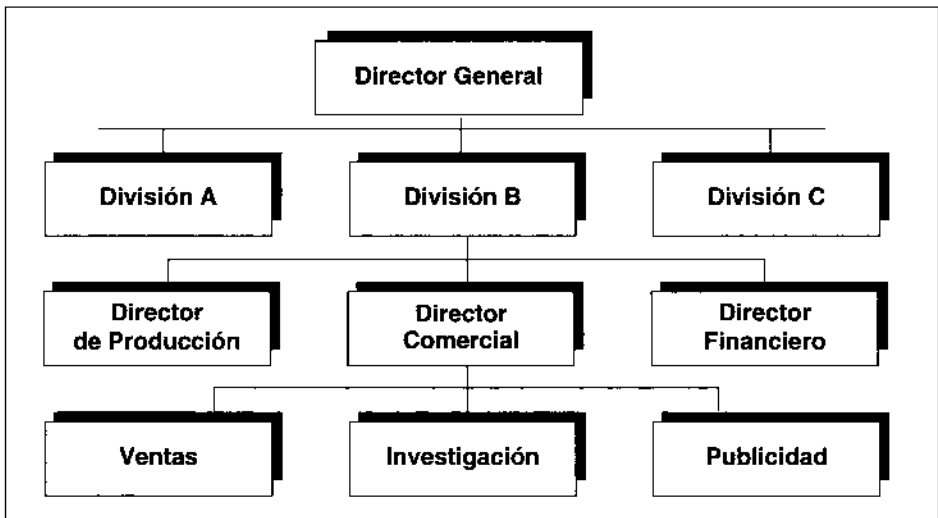 Director General
División A
División B
División C
Director
de Producción
Director
Comercial
Director
Financiero
Ventas
Investigación
Publicidad